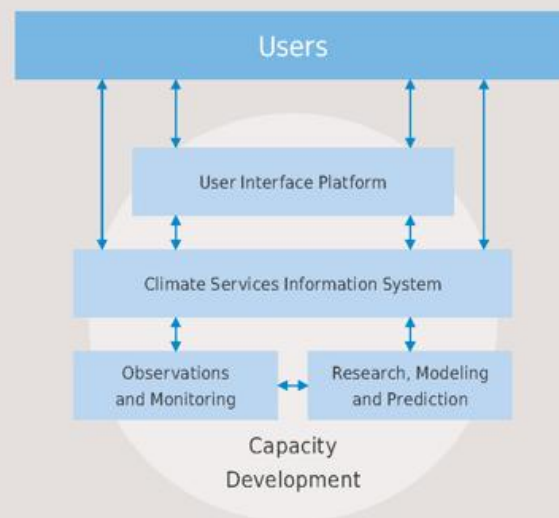 Users
User Interface Platform
Climate Services Information System
Observations
and Monitoring
Research, Modeling
and Prediction
Capacity
Development